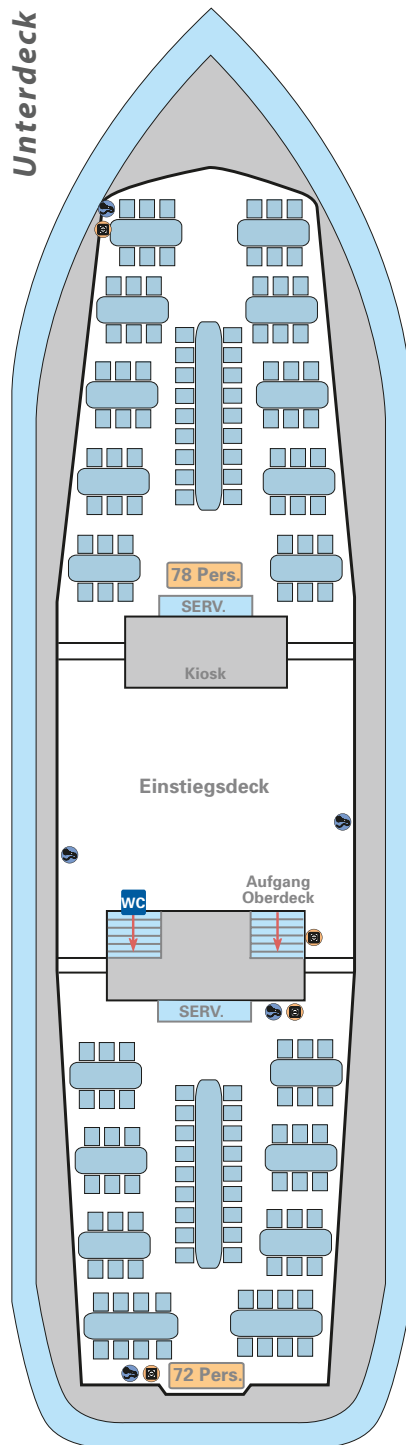 Unterdeck
78 Pers.
SERV.
Kiosk
Einstiegsdeck
WC
Aufgang
Oberdeck
SERV.
72 Pers.